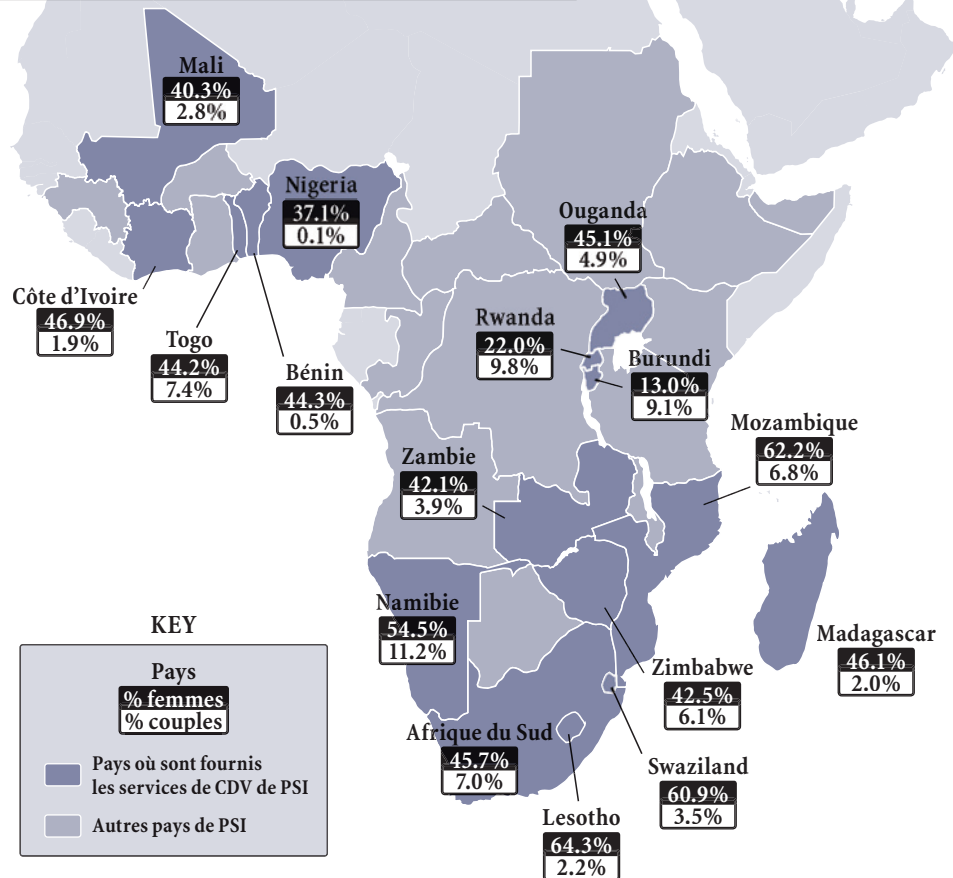 Mali
40.3%
2.8%
Nigeria
37.1%
0.1%
Ouganda
45.1%
4.9%
Côte d'Ivoire
46.9%
1.9%
Togo
44.2%
7.4%
Bénin
44.3%
0.5%
Rwanda
22.0%
9.8%
Burundi
13.0%
9.1%
Mozambique
62.2%
6.8%
Zambie
42.1%
3.9%
Namibie
54.5%
11.2%
Madagascar
46.1%
2.0%
Zimbabwe
42.5%
6.1%
Afrique du Sud
45.7%
7.0%
Swaziland
60.9%
3.5%
Lesotho
64.3%
2.2%
KEY
Pays
% femmes
% couples
Pays où sont fournis
les services de CDV de PSI
Autres pays de PSI